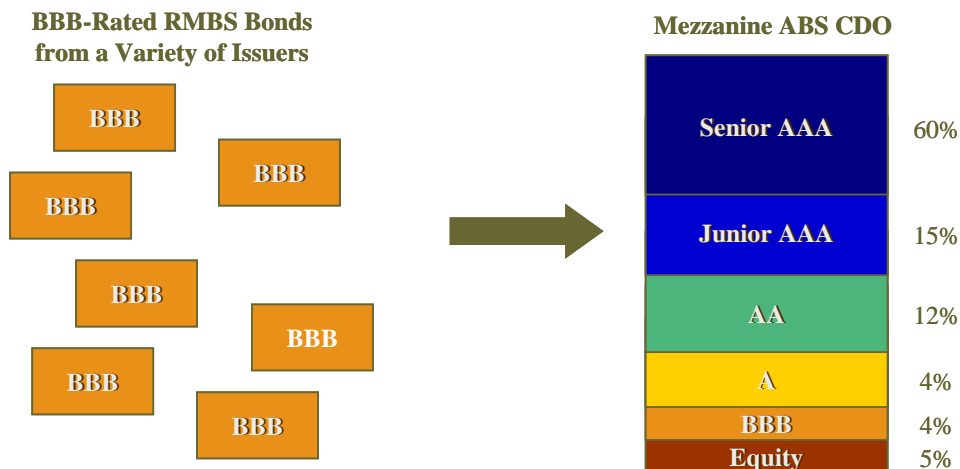 BBB-Rated RMBS Bonds
from a Variety of Issuers
BBB
BBB
BBB
BBB
BBB
BBB
BBB
Mezzanine ABS CDO
Senior AAA 60%
Junior AAA 15%
AA 12%
A 4%
BBB 4%
Equity 5%